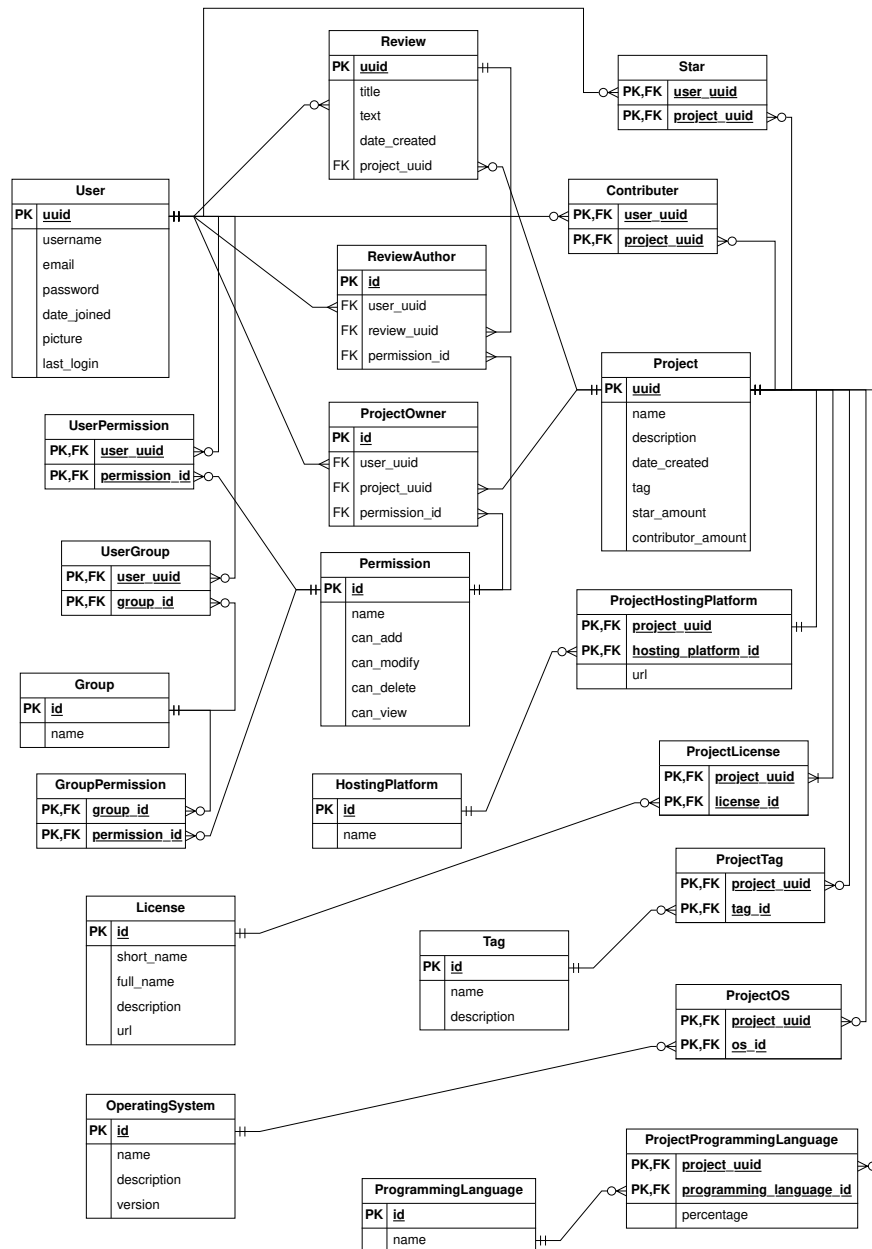 Review
PK uuid
title
text
date_created
FK project_uuid
Star
PK,FK user_uuid
PK,FK project_uuid
User
PK uuid
username
email
password
date_joined
picture
last_login
Contributer
PK,FK user_uuid
PK,FK project_uuid
ReviewAuthor
PK id
FK user_uuid
FK review_uuid
FK permission_id
Project
PK uuid
name
description
date_created
tag
star_amount
contributor_amount
UserPermission
PK,FK user_uuid
PK,FK permission_id
ProjectOwner
PK id
FK user_uuid
FK project_uuid
FK permission_id
UserGroup
PK,FK user_uuid
PK,FK group_id
Permission
PK id
name
can_add
can_modify
can_delete
can_view
ProjectHostingPlatform
PK,FK project_uuid
PK,FK hosting_platform_id
url
Group
PK id
name
GroupPermission
PK,FK group_id
PK,FK permission_id
HostingPlatform
PK id
name
ProjectLicense
PK,FK project_uuid
PK,FK license_id
ProjectTag
PK,FK project_uuid
PK,FK tag_id
License
PK id
short_name
full_name
description
url
Tag
PK id
name
description
ProjectOS
PK,FK project_uuid
PK,FK os_id
OperatingSystem
PK id
name
description
version
ProjectProgrammingLanguage
PK,FK project_uuid
PK,FK programming_language_id
percentage
ProgrammingLanguage
PK id
name